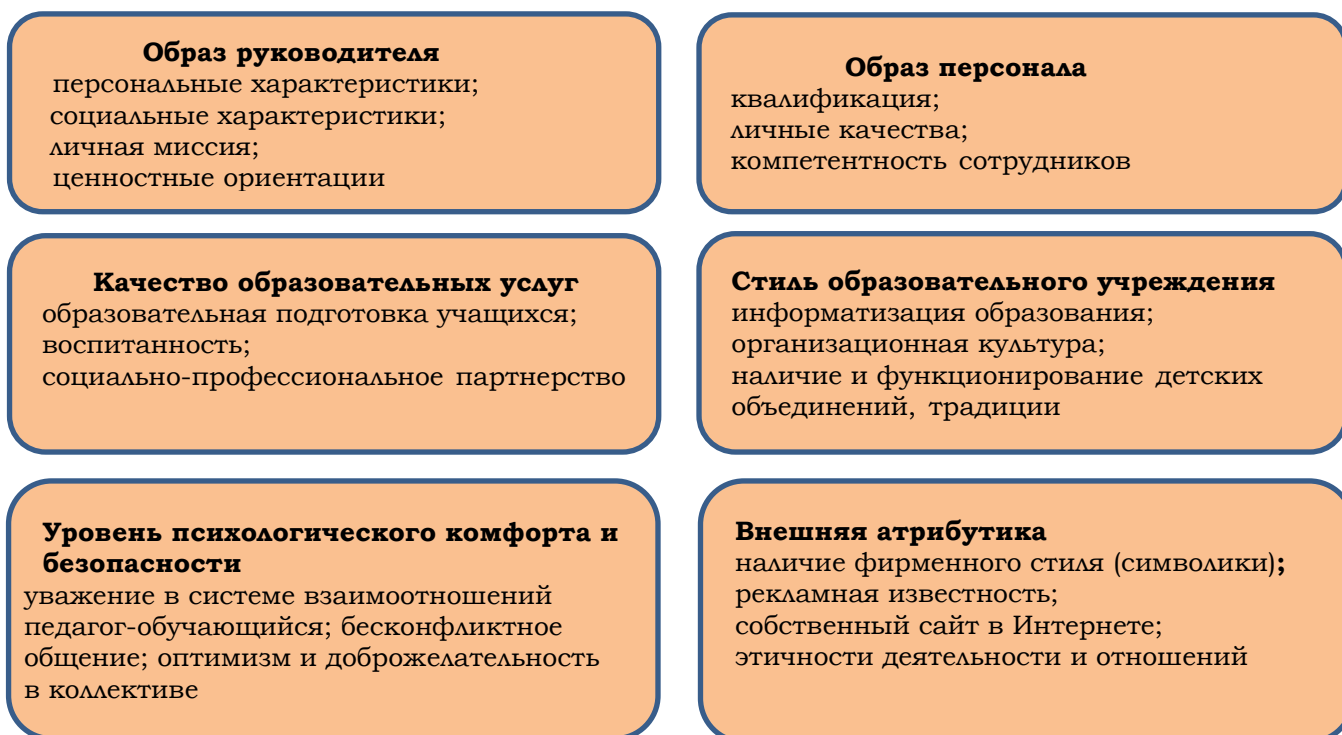 Образ руководителя
персональные характеристики;
социальные характеристики;
личная миссия;
ценностные ориентации
Образ персонала
квалификация;
личные качества;
компетентность сотрудников
Качество образовательных услуг
образовательная подготовка учащихся;
воспитанность;
социально-профессиональное партнерство
Стиль образовательного учреждения
информатизация образования;
организационная культура;
наличие и функционирование детских
объединений, традиции
Уровень психологического комфорта и
безопасности
уважение в системе взаимоотношений
педагог-обучающийся; бесконфликтное
общение; оптимизм и доброжелательность
в коллективе
Внешняя атрибутика
наличие фирменного стиля (символики);
рекламная известность;
собственный сайт в Интернете;
этичности деятельности и отношений